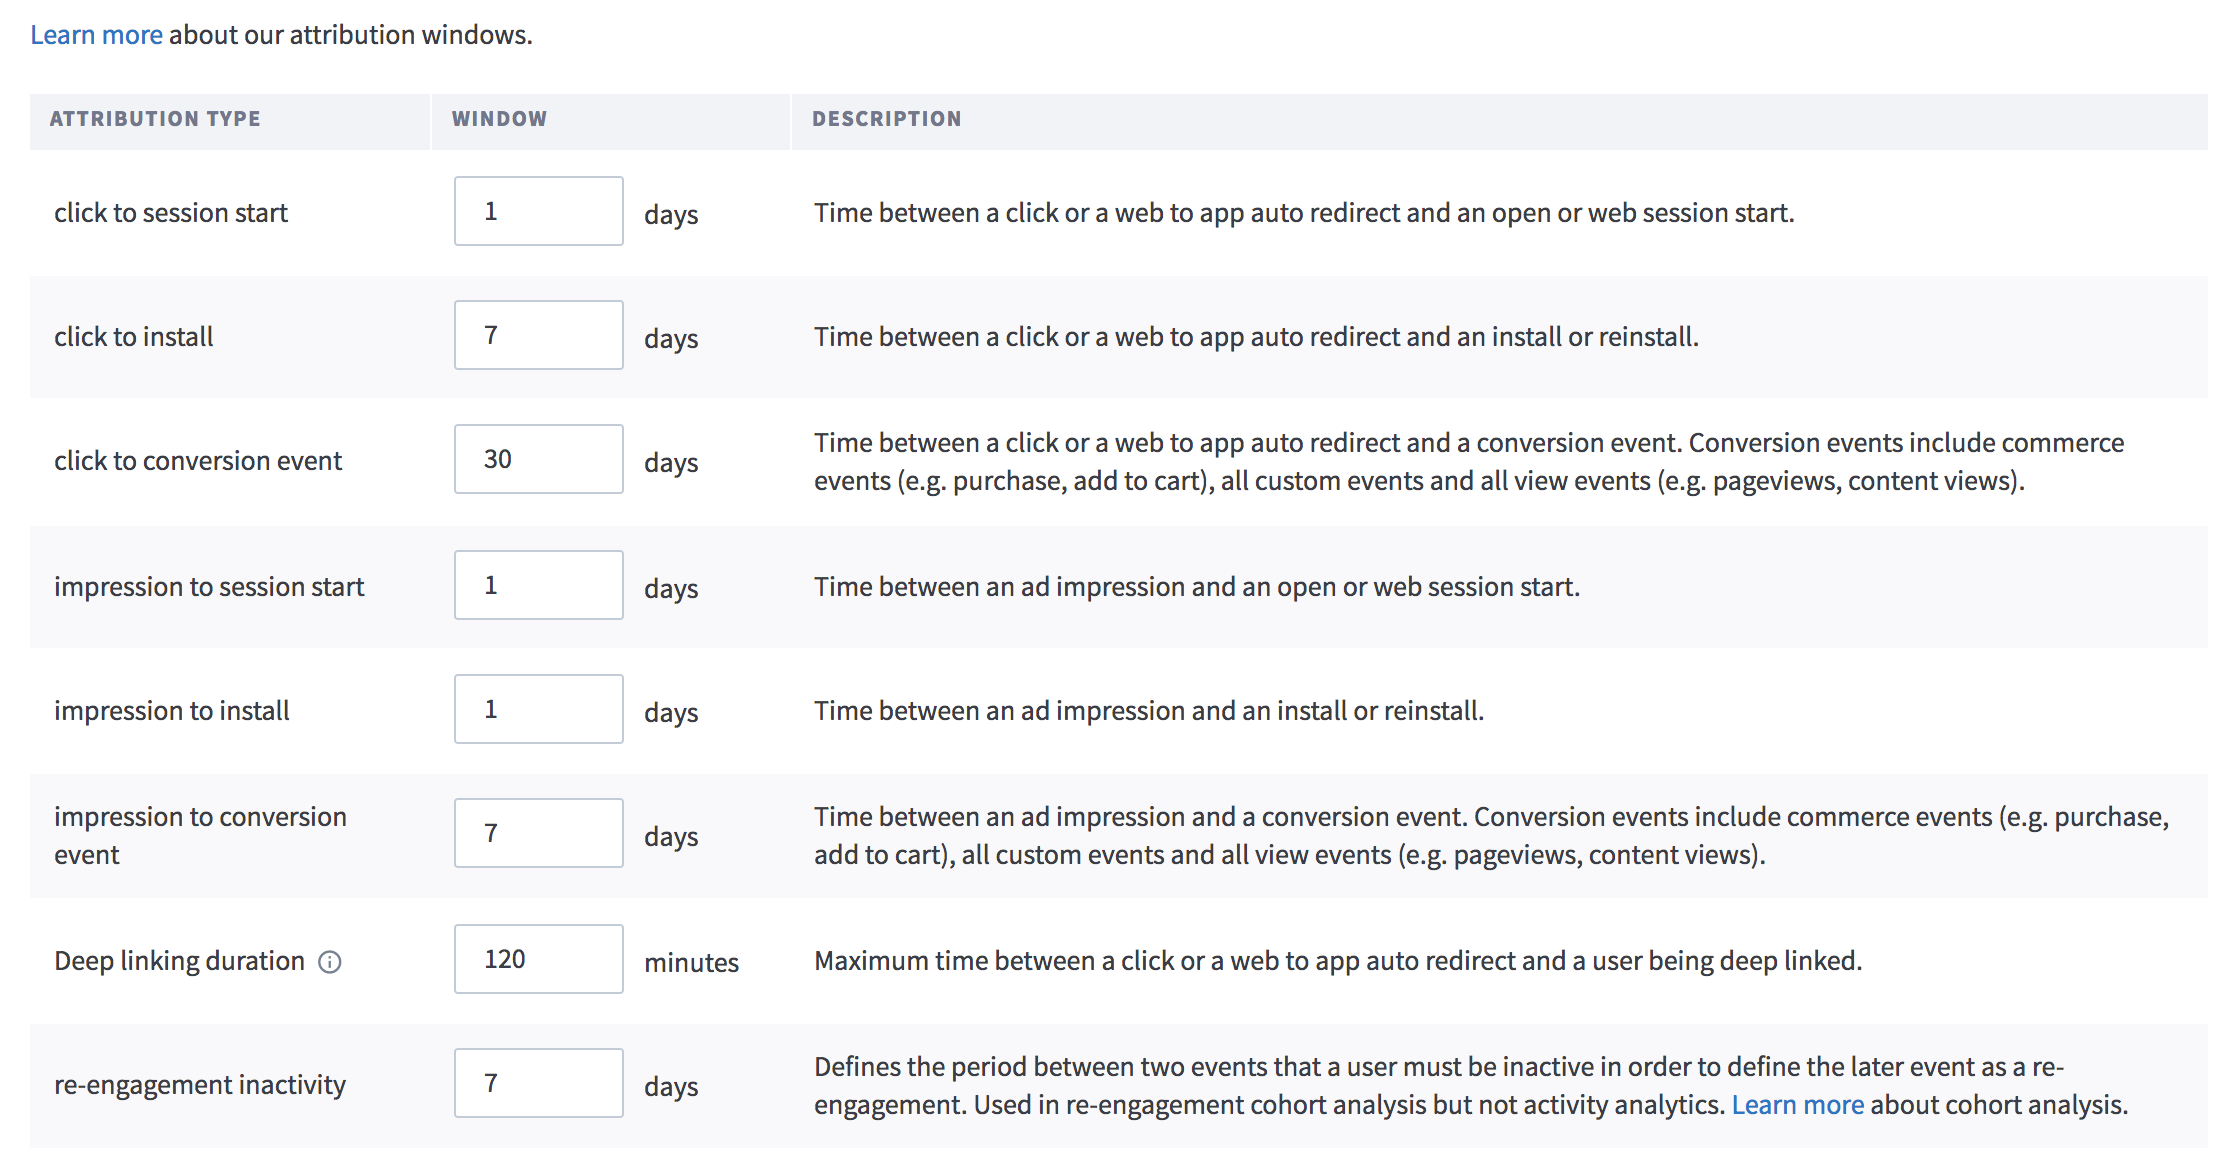 Learn more about our attribution windows.
ATTRIBUTION TYPE WINDOW DESCRIPTION
click to session start 1 days Time between a click or a web to app auto redirect and an open or web session start.
click to install 7 days Time between a click or a web to app auto redirect and an install or reinstall.
click to conversion event 30 days Time between a click or a web to app auto redirect and a conversion event. Conversion events include commerce
events (e.g. purchase, add to cart), all custom events and all view events (e.g. pageviews, content views).
impression to session start 1 days Time between an ad impression and an open or web session start.
impression to install 1 days Time between an ad impression and an install or reinstall.
impression to conversion
event
7 days
Time between an ad impression and a conversion event. Conversion events include commerce events (e.g. purchase,
add to cart), all custom events and all view events (e.g. pageviews, content views).
Deep linking duration 120 minutes Maximum time between a click or a web to app auto redirect and a user being deep linked.
re-engagement inactivity 7 days Defines the period between two events that a user must be inactive in order to define the later event as a re-
engagement. Used in re-engagement cohort analysis but not activity analytics. Learn more about cohort analysis.